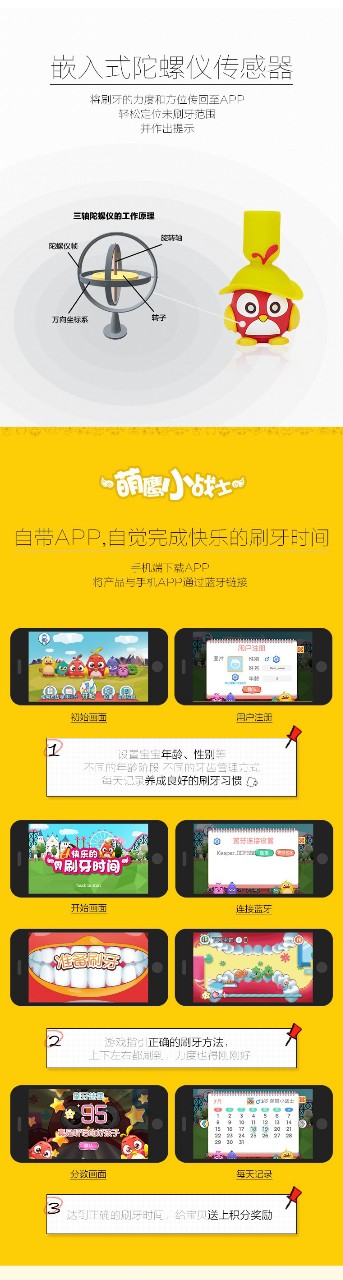 嵌入式陀螺仪传感器
将刷牙的力度和方位传回至APP
轻松定位未刷牙范围
并作出提示
三轴陀螺仪的工作原理
旋转轴
陀螺仪帧
万向坐标系
转子
萌鹰小战士
自带APP,自觉完成快乐的刷牙时间
手机端下载APP
将产品与手机APP通过蓝牙链接
用户注册
初始画面
用户注册
1
设置宝宝年龄、性别等
不同的年龄阶段 不同的牙齿管理方式
每天记录养成良好的刷牙习惯
快乐的
刷牙时间
蓝牙连接设置
开始画面
连接蓝牙
准备刷牙
2
游戏指引正确的刷牙方法,
上下左右都刷到，力度也得刚刚好
95
分数画面
每天记录
3
达到正确的刷牙时间，给宝贝送上积分奖励